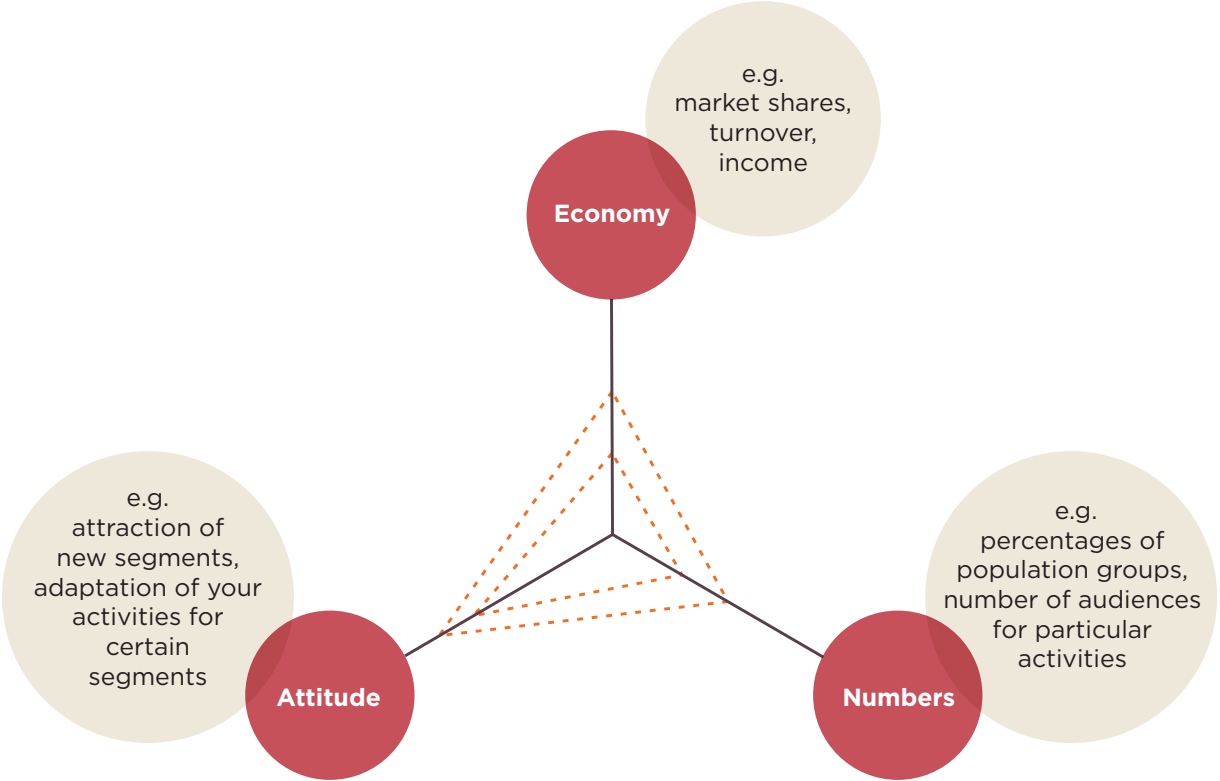 e.g.
market shares,
turnover,
income
Economy
e.g.
attraction of
new segments,
adaptation of your
activities for
certain
segments
Attitude
e.g.
percentages of
population groups,
number of audiences
for particular
activities
Numbers